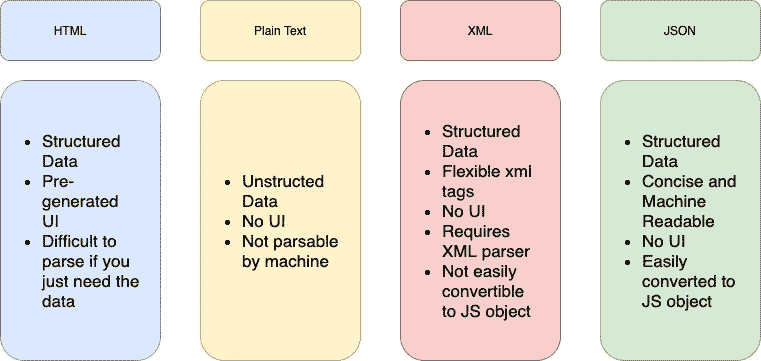 HTML
Plain Text
XML
JSON
• Structured
Data
• Pre-
generated
UI
• Difficult to
parse if you
just need the
data
• Unstructed
Data
• No UI
• Not parsable
by machine
• Structured
Data
• Flexible xml
tags
• No UI
• Requires
XML parser
• Not easily
convertible
to JS object
• Structured
Data
• Concise and
Machine
Readable
• No UI
• Easily
converted to
JS object